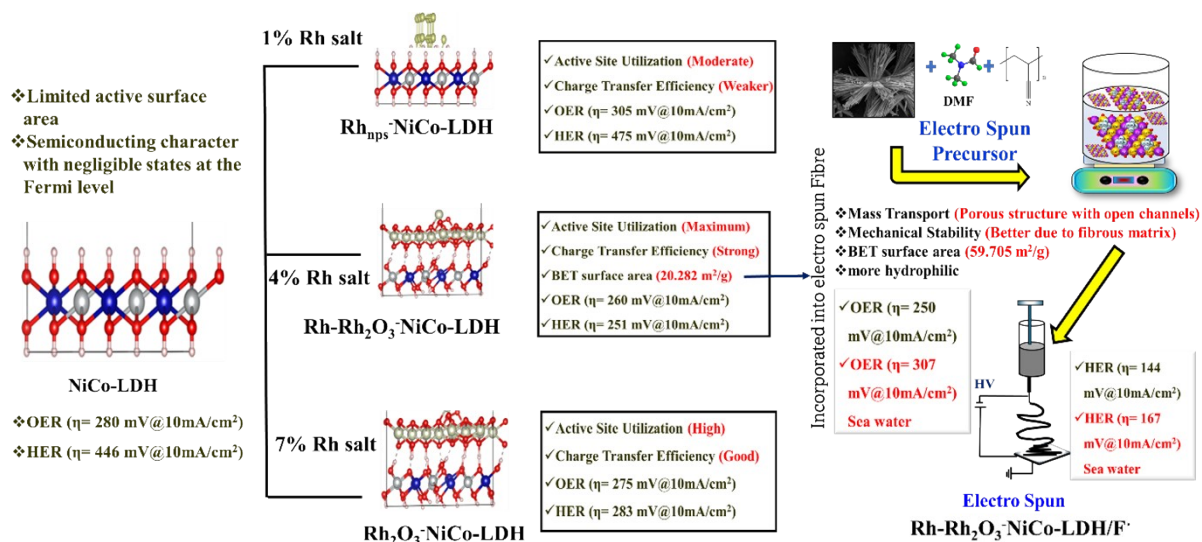 ❖Limited active surface
area
❖Semiconducting character
with negligible states at the
Fermi level
NiCo-LDH
❖OER (η= 280 mV@10mA/cm²)
❖HER (η= 446 mV@10mA/cm²)
1% Rh salt
Rhnps-NiCo-LDH
✓Active Site Utilization (Moderate)
✓Charge Transfer Efficiency (Weaker)
✓OER (η= 305 mV@10mA/cm²)
✓HER (η= 475 mV@10mA/cm²)
4% Rh salt
Rh-Rh₂O₃-NiCo-LDH
✓Active Site Utilization (Maximum)
✓Charge Transfer Efficiency (Strong)
✓BET surface area (20.282 m²/g)
✓OER (η= 260 mV@10mA/cm²)
✓HER (η= 251 mV@10mA/cm²)
7% Rh salt
Rh₂O₃-NiCo-LDH
✓Active Site Utilization (High)
✓Charge Transfer Efficiency (Good)
✓OER (η= 275 mV@10mA/cm²)
✓HER (η= 283 mV@10mA/cm²)
Incorporated into electro spun Fibre
+
DMF
+
N
n
Electro Spun
Precursor
❖Mass Transport (Porous structure with open channels)
❖Mechanical Stability (Better due to fibrous matrix)
❖BET surface area (59.705 m²/g)
❖more hydrophilic
✓OER (η= 250
mV@10mA/cm²)
✓OER (η= 307
mV@10mA/cm²)
Sea water
HV
✓HER (η= 144
mV@10mA/cm²)
✓HER (η= 167
mV@10mA/cm²)
Sea water
Electro Spun
Rh-Rh₂O₃-NiCo-LDH/F·